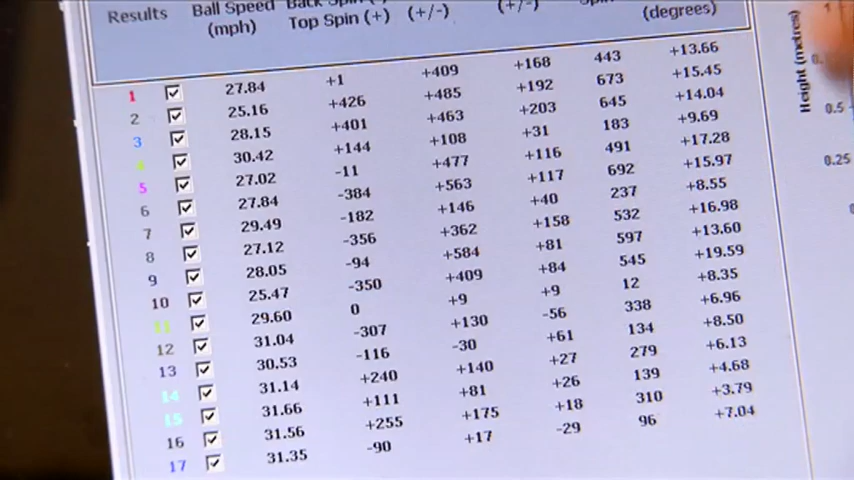 Results Ball Speed (mph) Top Spin (+) (+/-) (+/-) (degrees)
1 27.84 +1 +409 +168 443 +13.66
2 25.16 +426 +485 +192 673 +15.45
3 28.15 +401 +463 +203 645 +14.04
4 30.42 +144 +108 +31 183 +9.69
5 27.02 -11 +477 +116 491 +17.28
6 27.84 -384 +563 +117 692 +15.97
7 29.49 -182 +146 +40 237 +8.55
8 27.12 -356 +362 +158 532 +16.98
9 28.05 -94 +584 +81 597 +13.60
10 25.47 -350 +409 +84 545 +19.59
11 29.60 0 +9 +9 12 +8.35
12 31.04 -307 +130 -56 338 +6.96
13 30.53 -116 -30 +61 134 +8.50
14 31.14 +240 +140 +27 279 +6.13
15 31.66 +111 +81 +26 139 +4.68
16 31.56 +255 +175 +18 310 +3.79
17 31.35 -90 +17 -29 96 +7.04
Height (metres)
1
0.5
0.25